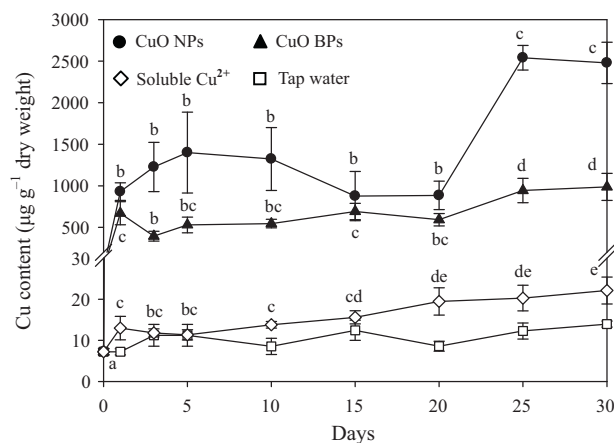 CuO NPs
CuO BPs
Soluble Cu²⁺
Tap water
Cu content (µg g⁻¹ dry weight)
3000
2500
2000
1500
1000
500
30
20
10
0
c c
b b b b b b
d d
c b bc bc c bc
c bc bc c cd de de e
a
0 5 10 15 20 25 30
Days